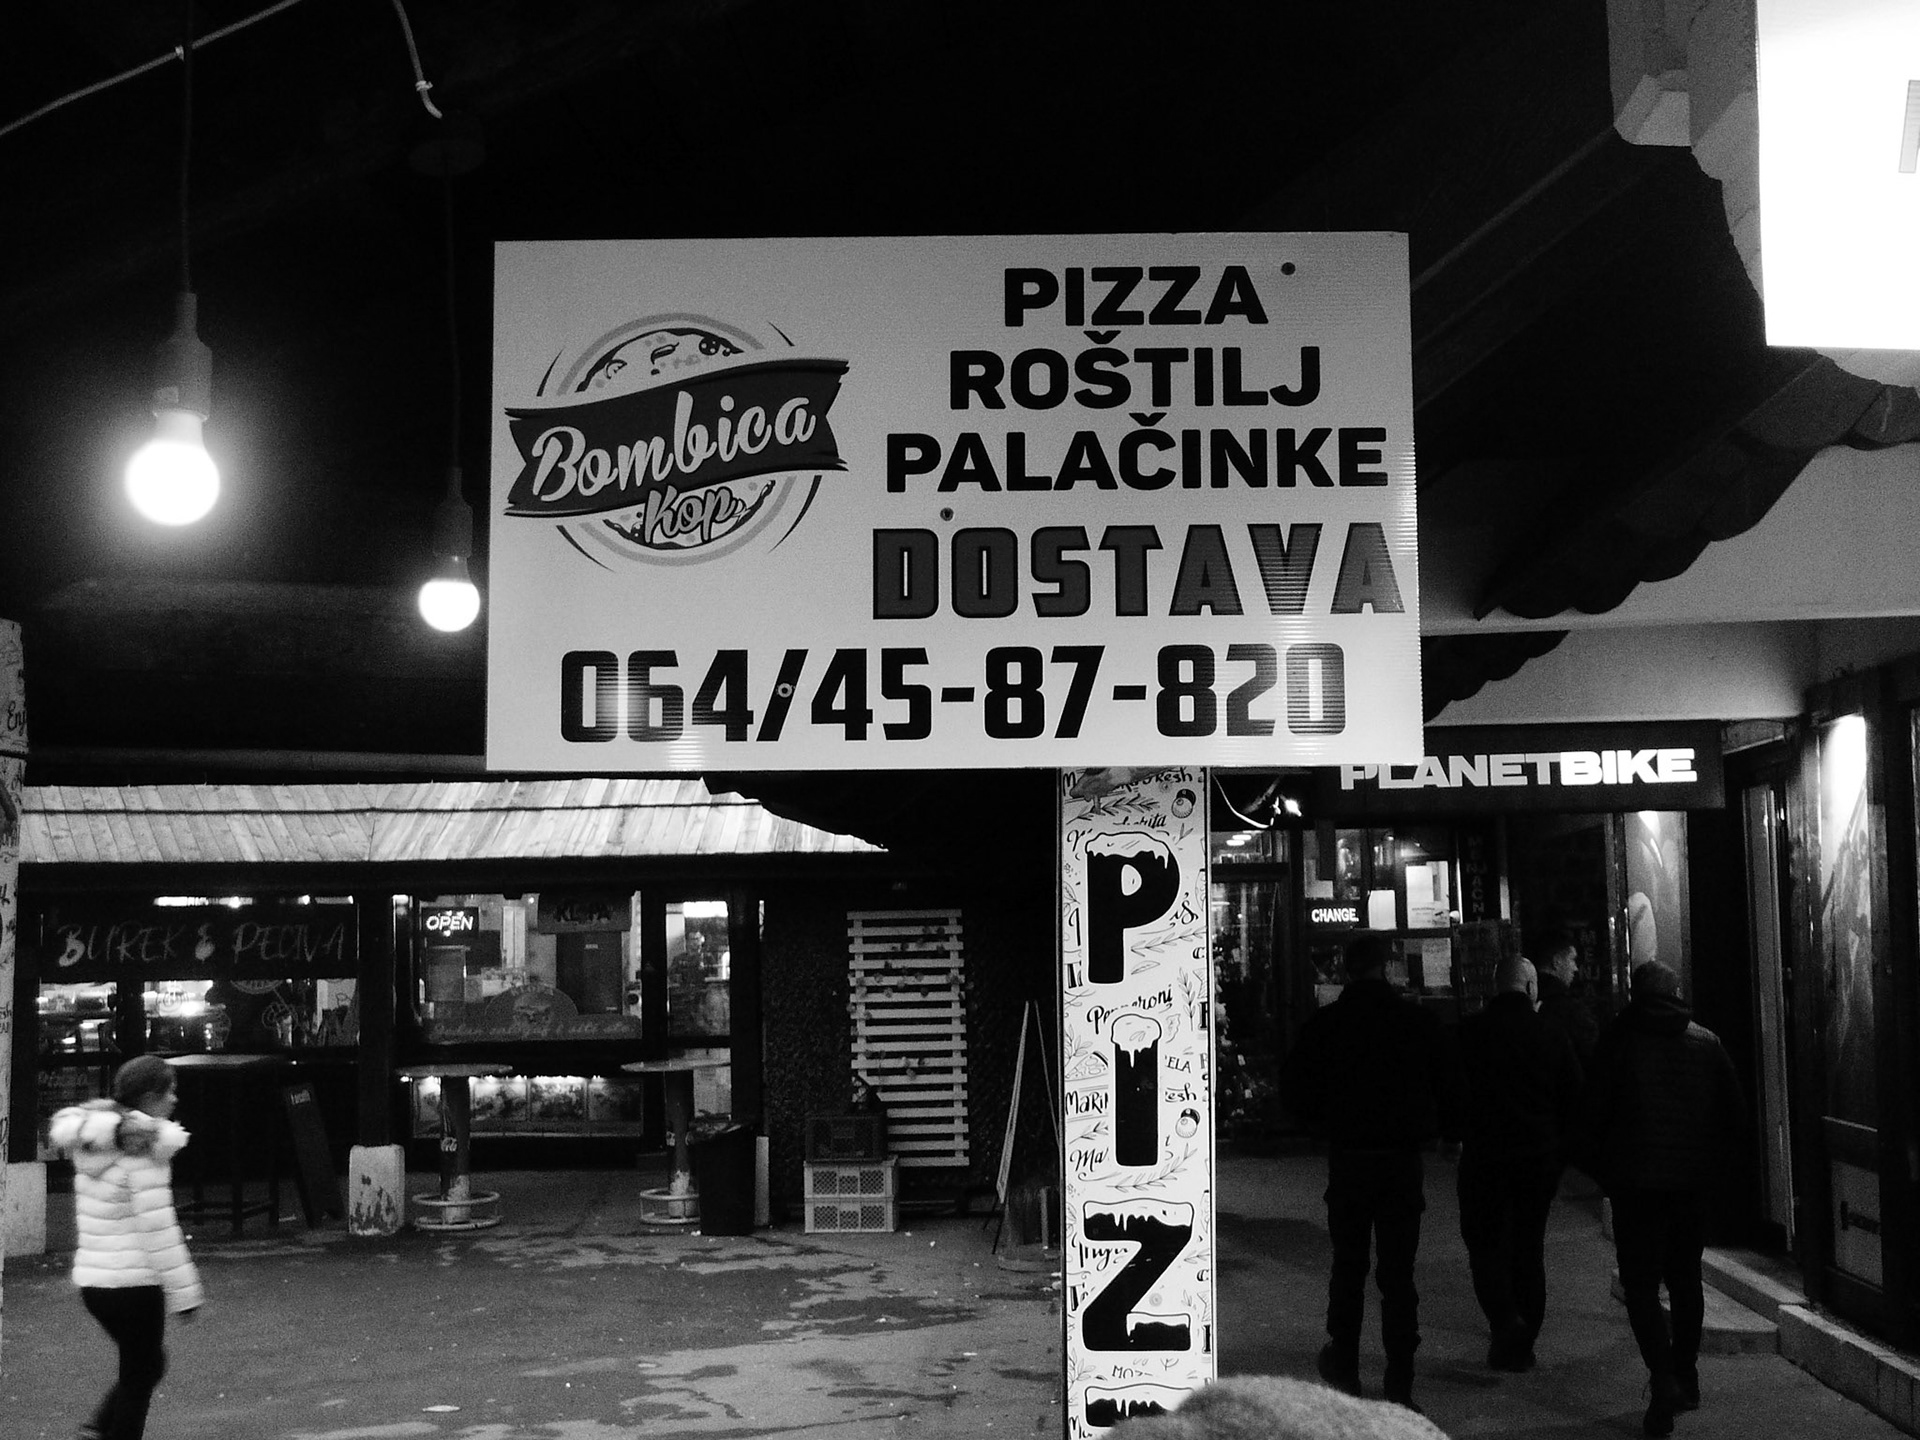 Bombica
Kop
PIZZA
ROŠTILJ
PALAČINKE
DOSTAVA
064/45-87-820
PLANETBIKE
OPEN
CHANGE.
BUREK & PECIVA
P
I
Z